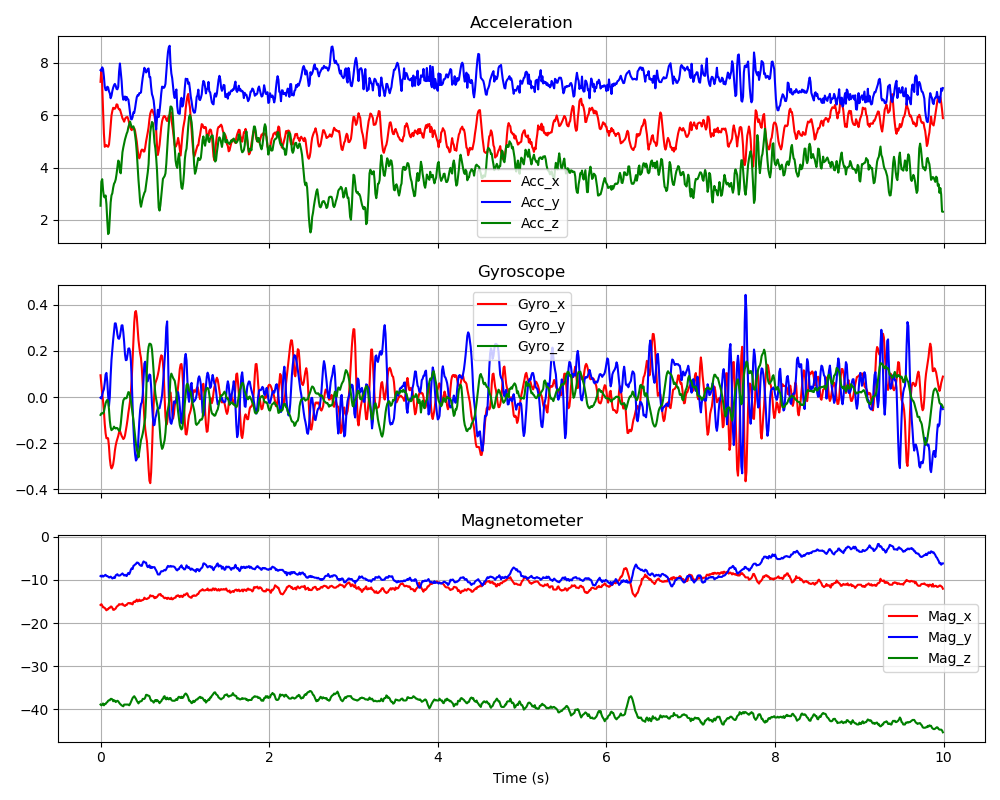 Acceleration
8
6
4
2
Acc_x
Acc_y
Acc_z
Gyroscope
0.4
0.2
0.0
−0.2
−0.4
Gyro_x
Gyro_y
Gyro_z
Magnetometer
0
−10
−20
−30
−40
Mag_x
Mag_y
Mag_z
0 2 4 6 8 10
Time (s)